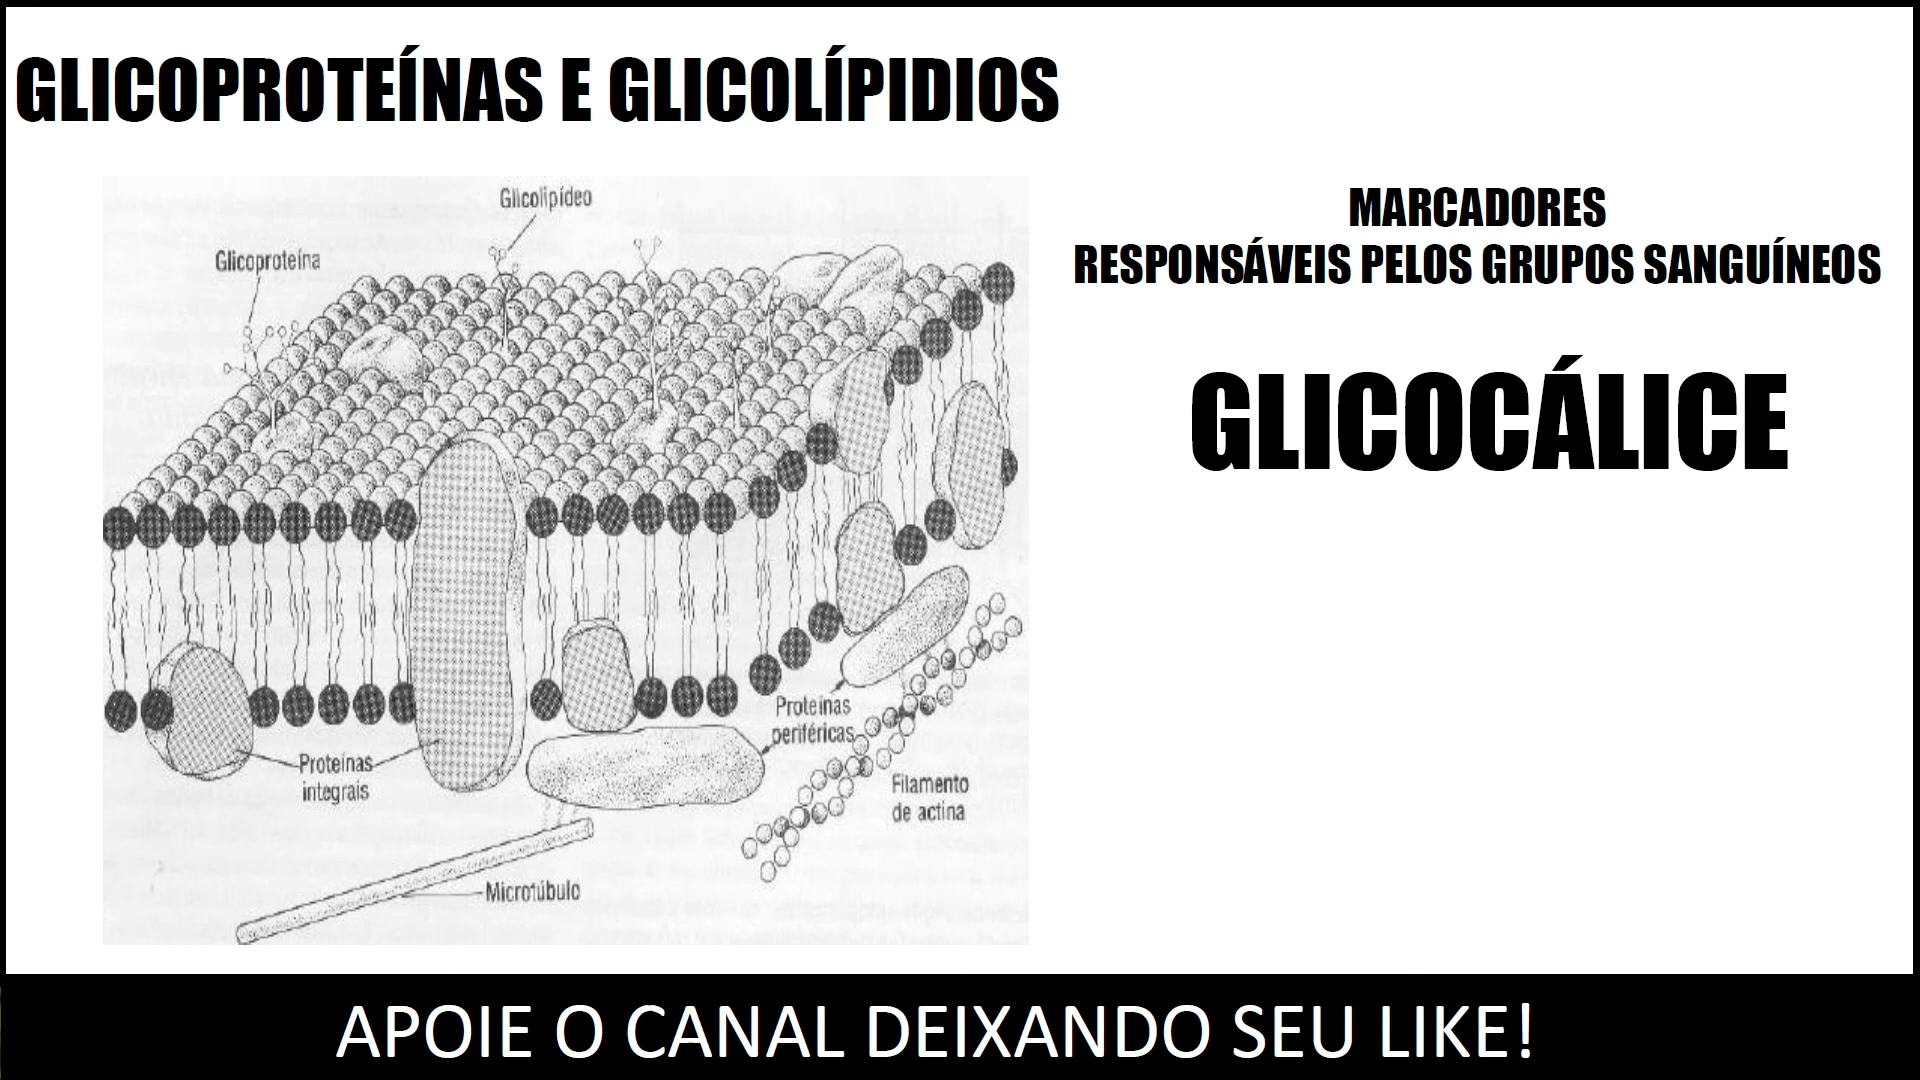 GLICOPROTEÍNAS E GLICOLÍPIDIOS
MARCADORES
RESPONSÁVEIS PELOS GRUPOS SANGUÍNEOS
GLICOCÁLICE
Glicolipídeo
Glicoproteína
Proteínas
periféricas
Proteínas
integrais
Filamento
de actina
Microtúbulo
APOIE O CANAL DEIXANDO SEU LIKE!